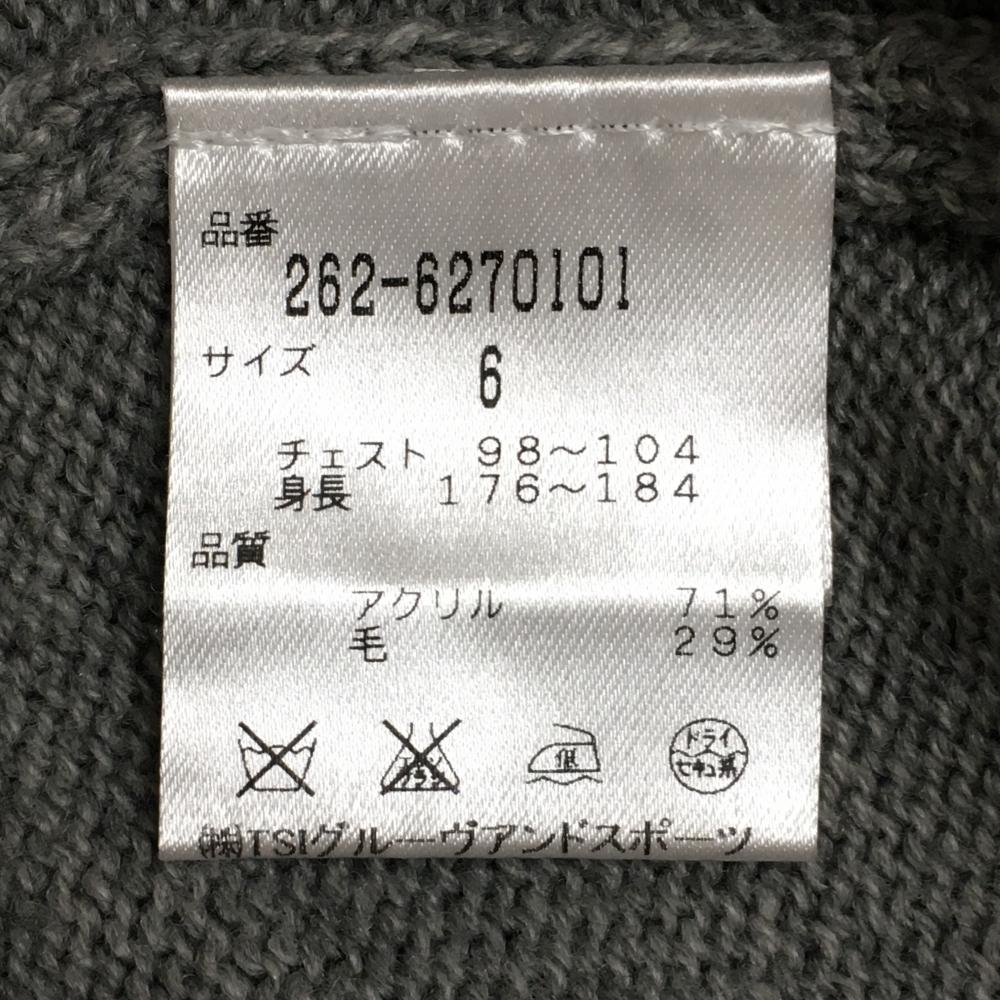 品番
262-6270101
サイズ 6
チェスト 98〜104
身長 176〜184
品質
アクリル 71%
毛 29%
低 ドライ
セキユ系
㈱TSIグルーヴアンドスポーツ